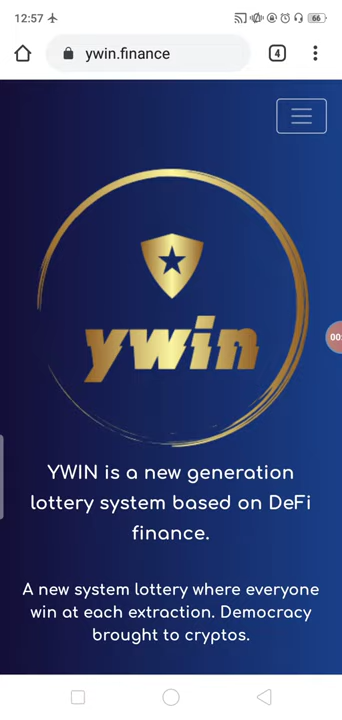 12:57
66
ywin.finance
4
ywin
00:
YWIN is a new generation
lottery system based on DeFi
finance.
A new system lottery where everyone
win at each extraction. Democracy
brought to cryptos.